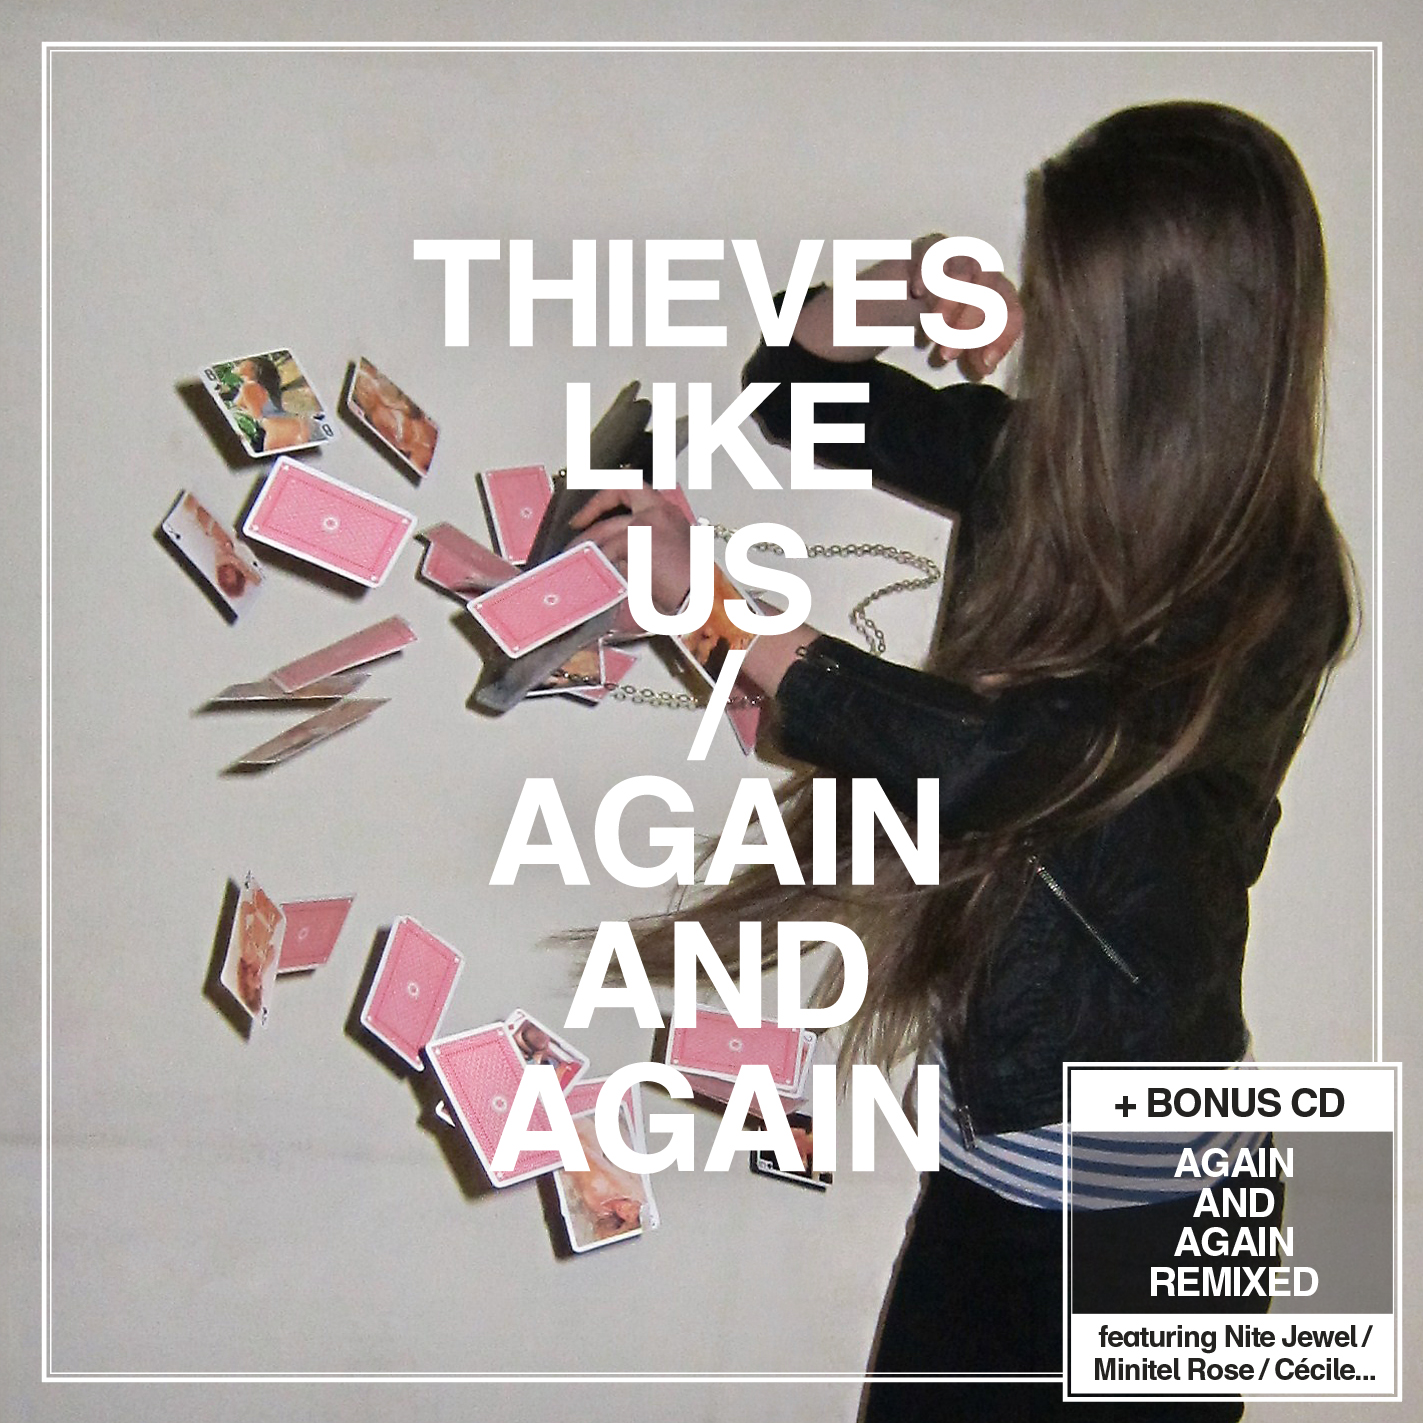 THIEVES
LIKE
US
/
AGAIN
AND
AGAIN
+ BONUS CD
AGAIN
AND
AGAIN
REMIXED
featuring Nite Jewel /
Minitel Rose / Cécile...